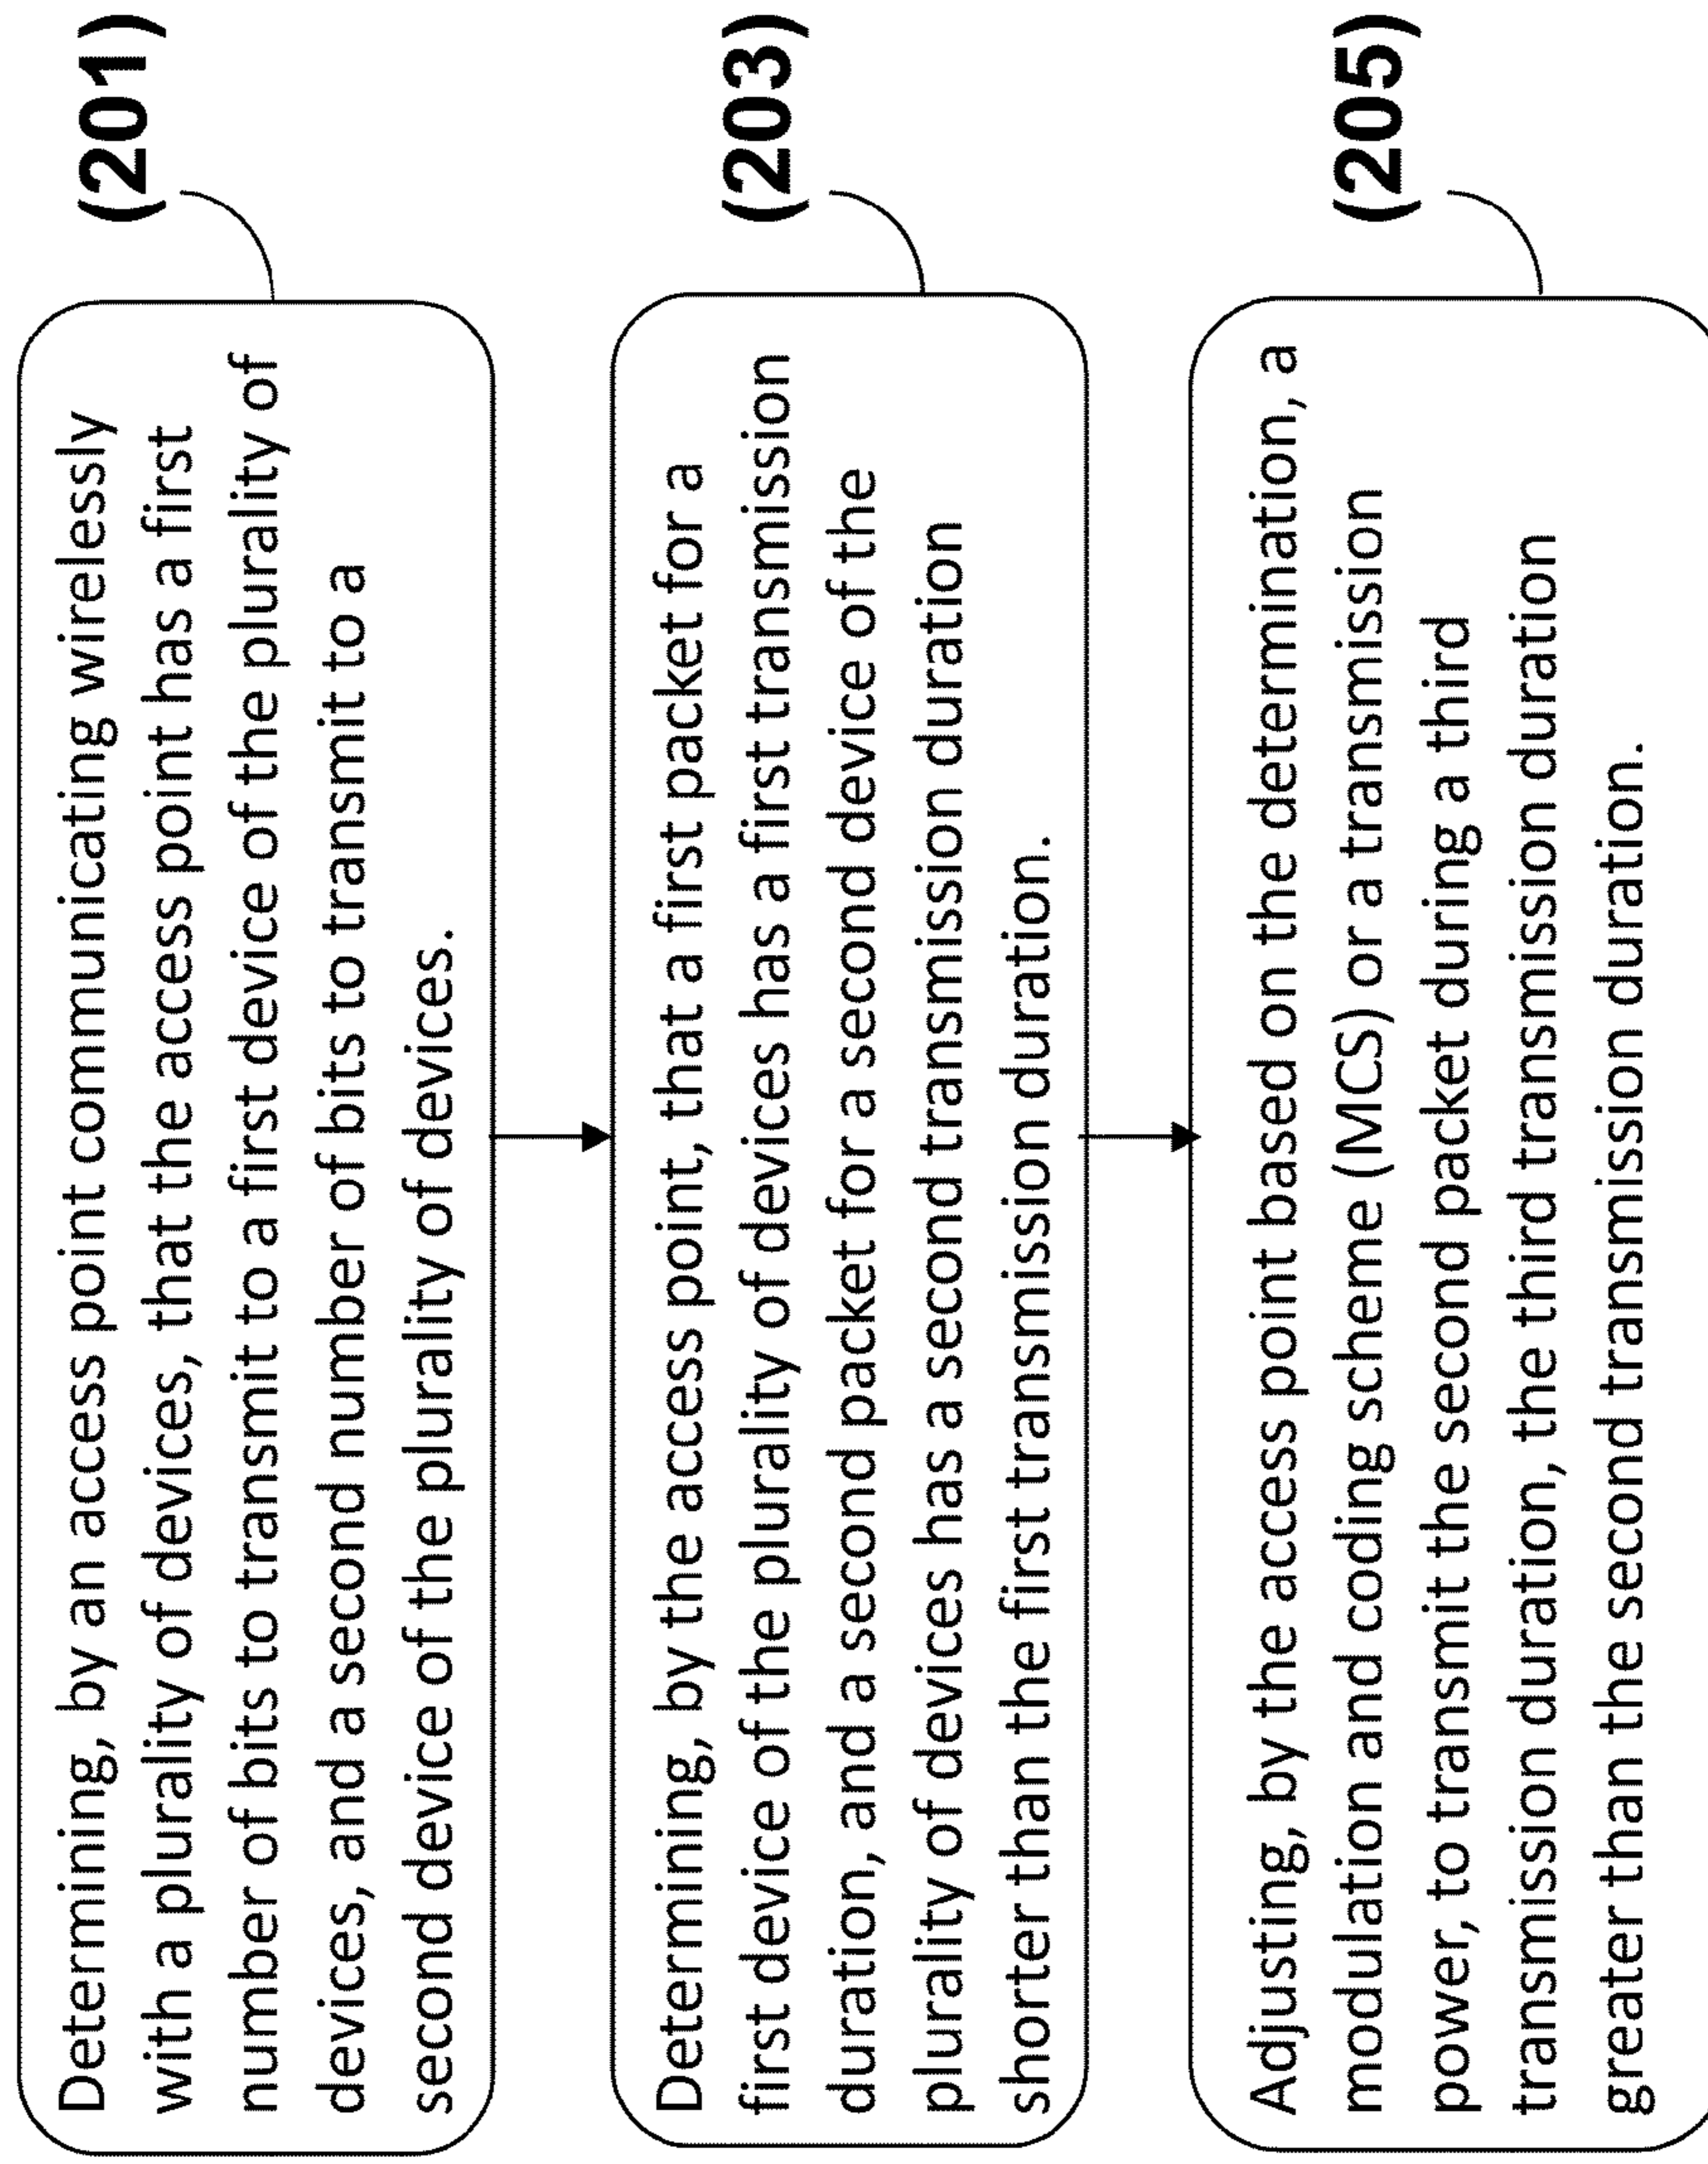 Determining, by an access point communicating wirelessly
with a plurality of devices, that the access point has a first
number of bits to transmit to a first device of the plurality of
devices, and a second number of bits to transmit to a
second device of the plurality of devices.
(201)
Determining, by the access point, that a first packet for a
first device of the plurality of devices has a first transmission
duration, and a second packet for a second device of the
plurality of devices has a second transmission duration
shorter than the first transmission duration.
(203)
Adjusting, by the access point based on the determination, a
modulation and coding scheme (MCS) or a transmission
power, to transmit the second packet during a third
transmission duration, the third transmission duration
greater than the second transmission duration.
(205)